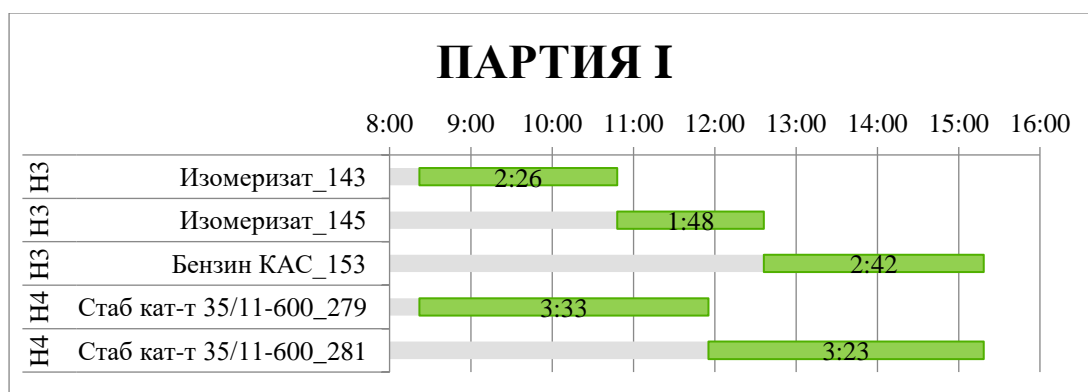 ПАРТИЯ I
8:00 9:00 10:00 11:00 12:00 13:00 14:00 15:00 16:00
Н3 Изомеризат_143 2:26
Н3 Изомеризат_145 1:48
Н3 Бензин КАС_153 2:42
Н4 Стаб кат-т 35/11-600_279 3:33
Н4 Стаб кат-т 35/11-600_281 3:23